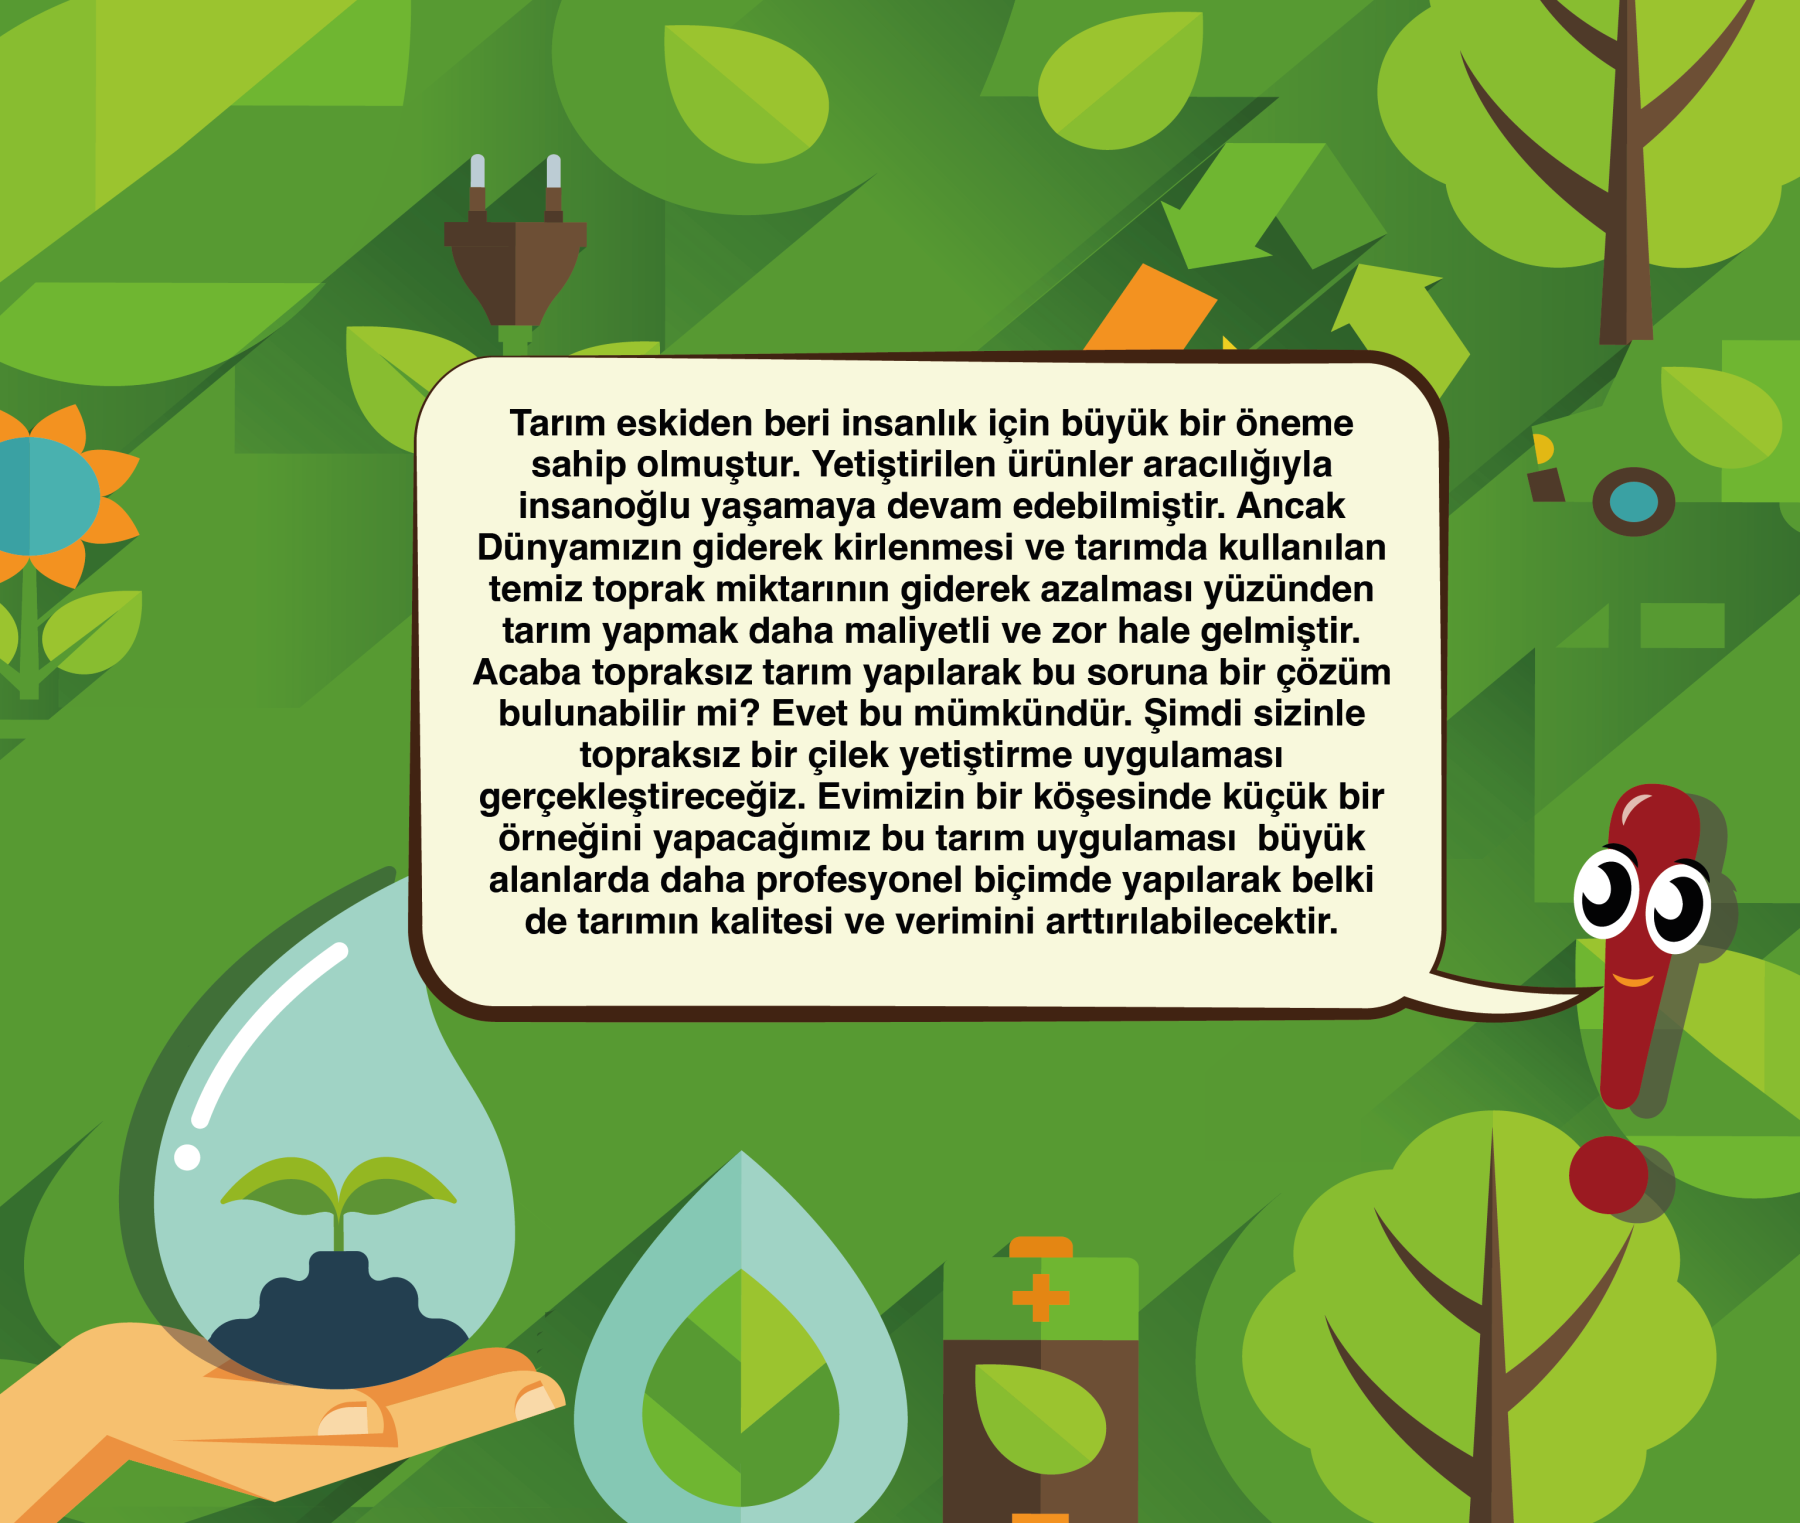 Tarım eskiden beri insanlık için büyük bir öneme
sahip olmuştur. Yetiştirilen ürünler aracılığıyla
insanoğlu yaşamaya devam edebilmiştir. Ancak
Dünyamızın giderek kirlenmesi ve tarımda kullanılan
temiz toprak miktarının giderek azalması yüzünden
tarım yapmak daha maliyetli ve zor hale gelmiştir.
Acaba topraksız tarım yapılarak bu soruna bir çözüm
bulunabilir mi? Evet bu mümkündür. Şimdi sizinle
topraksız bir çilek yetiştirme uygulaması
gerçekleştireceğiz. Evimizin bir köşesinde küçük bir
örneğini yapacağımız bu tarım uygulaması  büyük
alanlarda daha profesyonel biçimde yapılarak belki
de tarımın kalitesi ve verimini arttırılabilecektir.